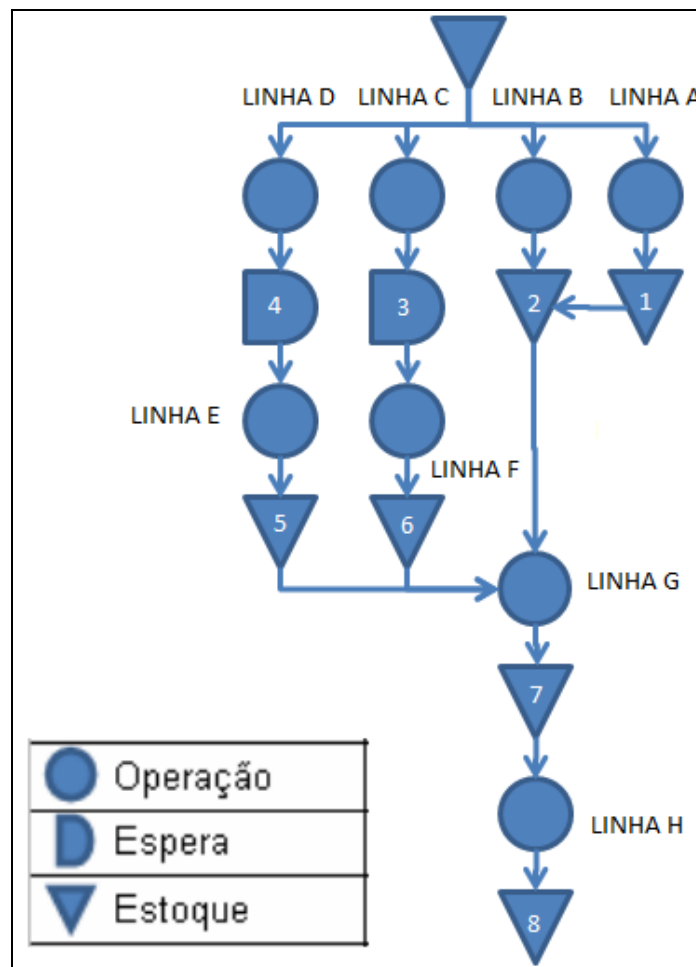 LINHA D LINHA C LINHA B LINHA A
4 3 2 1
LINHA E
LINHA F
5 6
LINHA G
7
Operação
LINHA H
Espera
Estoque
8